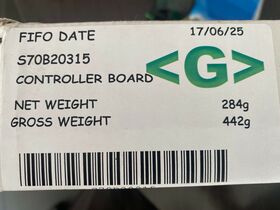 FIFO DATE 17/06/25
S70B20315
CONTROLLER BOARD <G>
NET WEIGHT 284g
GROSS WEIGHT 442g